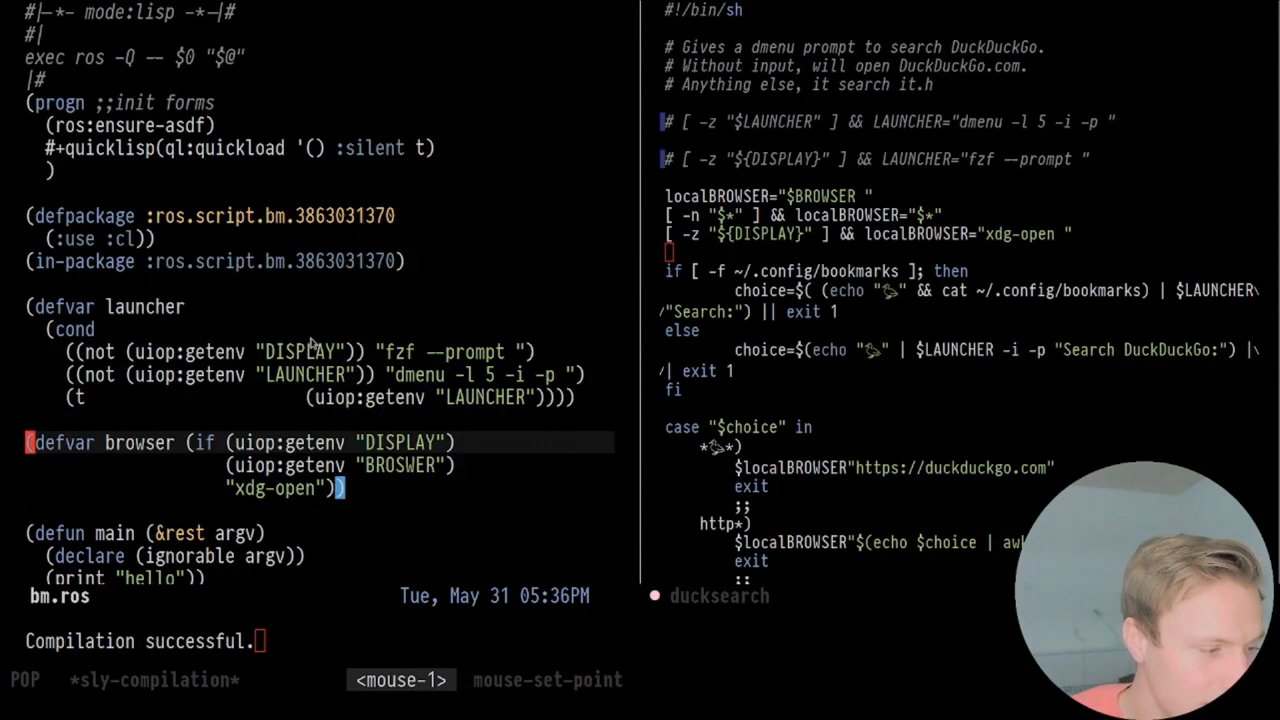 #|-*- mode:lisp -*-|#
#|
exec ros -Q -- $0 "$@"
|#
(progn ;;init forms
(ros:ensure-asdf)
#+quicklisp(ql:quickload '() :silent t)
)
(defpackage :ros.script.bm.3863031370
(:use :cl))
(in-package :ros.script.bm.3863031370)
(defvar launcher
(cond
((not (uiop:getenv "DISPLAY")) "fzf --prompt ")
((not (uiop:getenv "LAUNCHER")) "dmenu -l 5 -i -p ")
(t (uiop:getenv "LAUNCHER"))))
(defvar browser (if (uiop:getenv "DISPLAY")
(uiop:getenv "BROSWER")
"xdg-open"))
(defun main (&rest argv)
(declare (ignorable argv))
(print "hello"))
bm.ros Tue, May 31 05:36PM
Compilation successful.
POP *sly-compilation* <mouse-1> mouse-set-point
#!/bin/sh
# Gives a dmenu prompt to search DuckDuckGo.
# Without input, will open DuckDuckGo.com.
# Anything else, it search it.h
# [ -z "$LAUNCHER" ] && LAUNCHER="dmenu -l 5 -i -p "
# [ -z "${DISPLAY}" ] && LAUNCHER="fzf --prompt "
localBROWSER="$BROWSER "
[ -n "$*" ] && localBROWSER="$*"
[ -z "${DISPLAY}" ] && localBROWSER="xdg-open "
if [ -f ~/.config/bookmarks ]; then
choice=$( (echo "🦆" && cat ~/.config/bookmarks) | $LAUNCHER\
/"Search:") || exit 1
else
choice=$(echo "🦆" | $LAUNCHER -i -p "Search DuckDuckGo:") |\
/| exit 1
fi
case "$choice" in
*🦆*)
$localBROWSER"https://duckduckgo.com"
exit
;;
http*)
$localBROWSER"$(echo $choice |
exit
;;
ducksearch